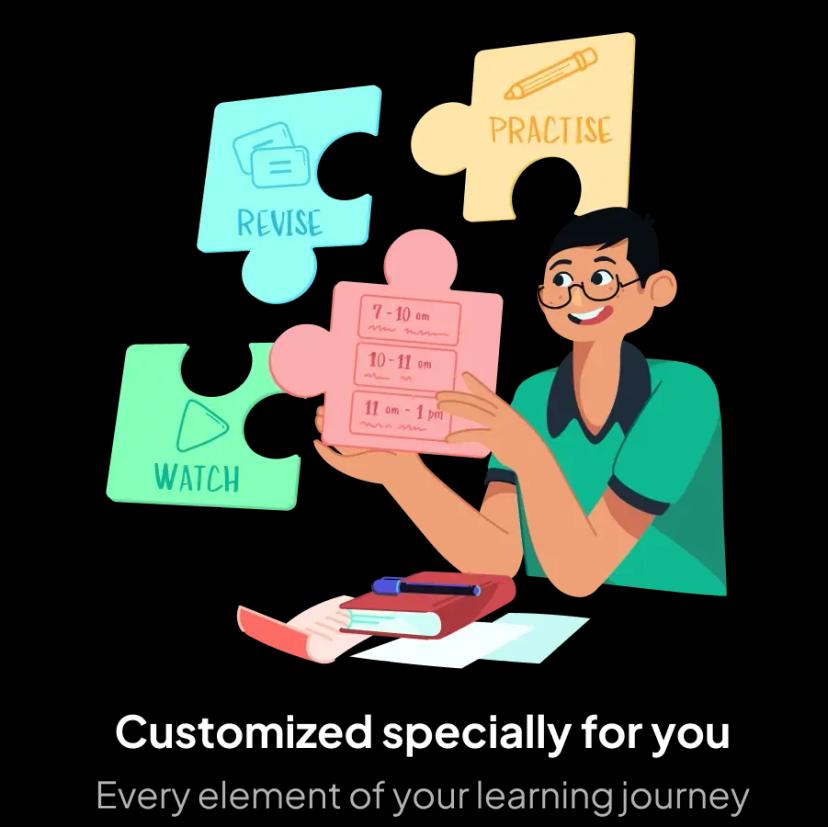 PRACTISE
REVISE
7-10 am
10-11 am
11 am - 1 pm
WATCH
Customized specially for you
Every element of your learning journey